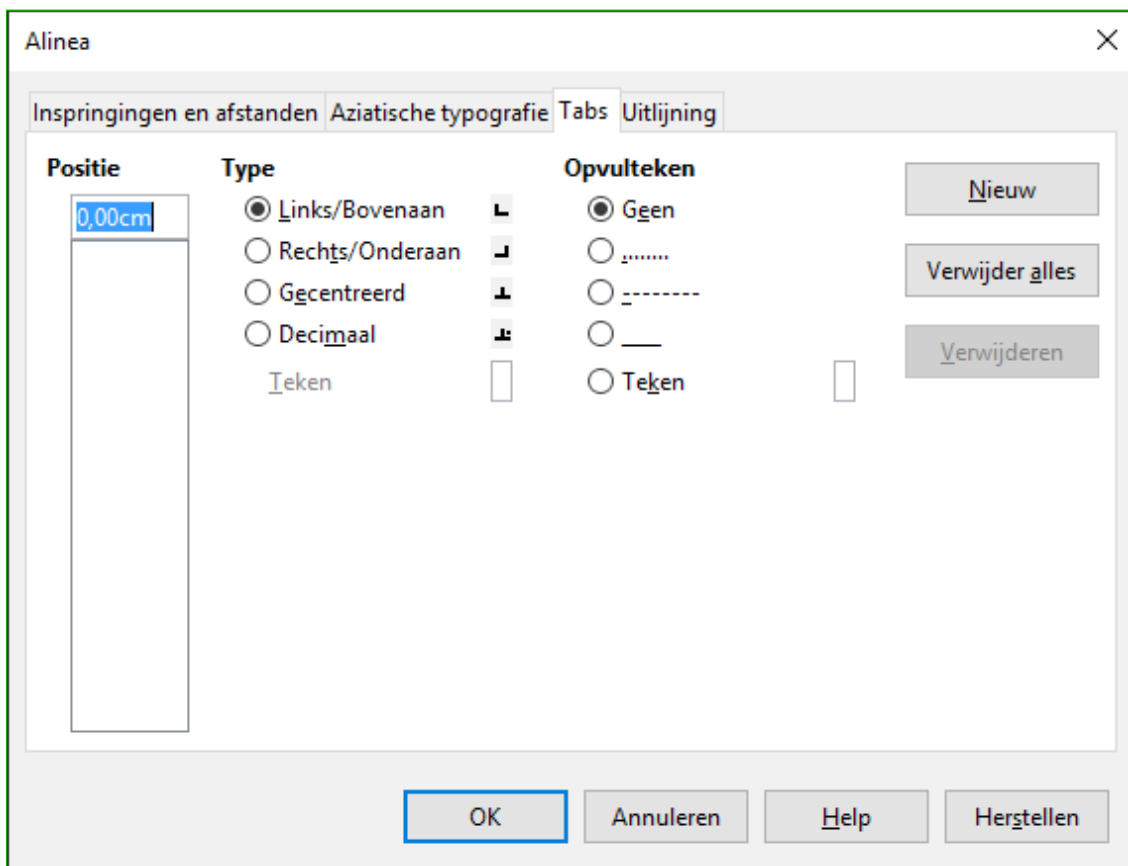 Alinea
Inspringingen en afstanden Aziatische typografie Tabs Uitlijning
Positie
0,00cm
Type
Links/Bovenaan
Rechts/Onderaan
Gecentreerd
Decimaal
Teken
Opvulteken
Geen
........
--------
___
Teken
Nieuw
Verwijder alles
Verwijderen
OK Annuleren Help Herstellen